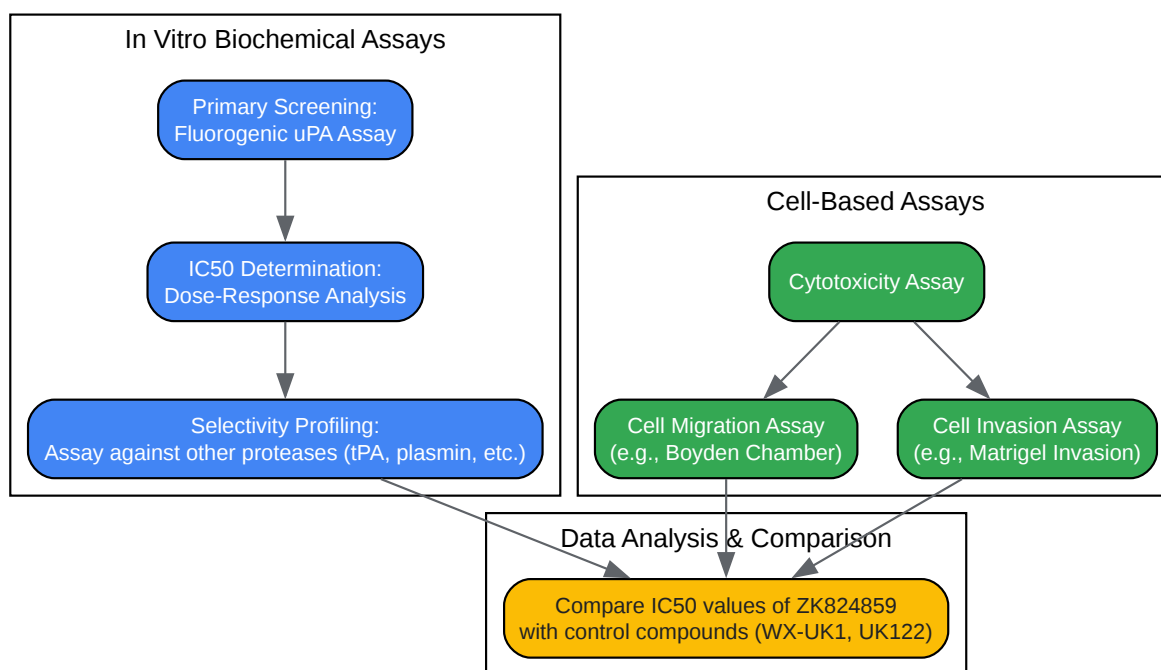 In Vitro Biochemical Assays
Primary Screening:
Fluorogenic uPA Assay
IC50 Determination:
Dose-Response Analysis
Selectivity Profiling:
Assay against other proteases (tPA, plasmin, etc.)
Cell-Based Assays
Cytotoxicity Assay
Cell Migration Assay
(e.g., Boyden Chamber)
Cell Invasion Assay
(e.g., Matrigel Invasion)
Data Analysis & Comparison
Compare IC50 values of ZK824859
with control compounds (WX-UK1, UK122)